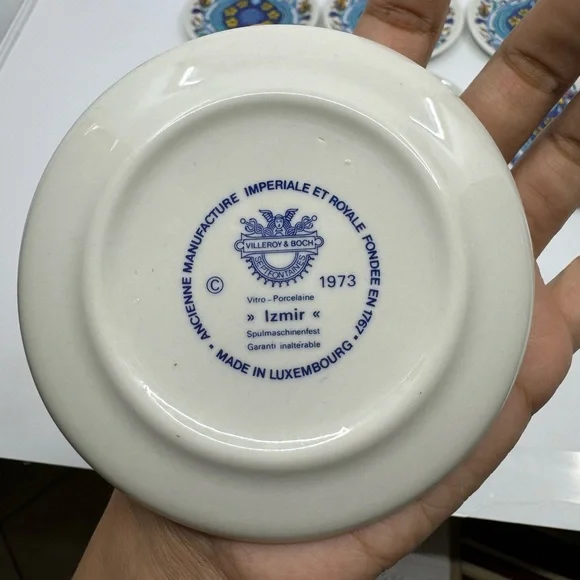 ANCIENNE MANUFACTURE IMPERIALE ET ROYALE FONDEE EN 1767 •
VILLEROY & BOCH
SEPTFONTAINES
© 1973
Vitro-Porcelaine
» Izmir «
Spulmaschinenfest
Garanti inaltérable
• MADE IN LUXEMBOURG •